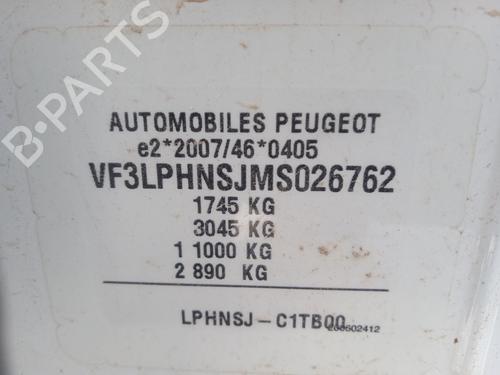 AUTOMOBILES PEUGEOT
e2*2007/46*0405
VF3LPHNSJMS026762
1745 KG
3045 KG
1 1000 KG
2 890 KG
LPHNSJ – C1TB00
B-PARTS